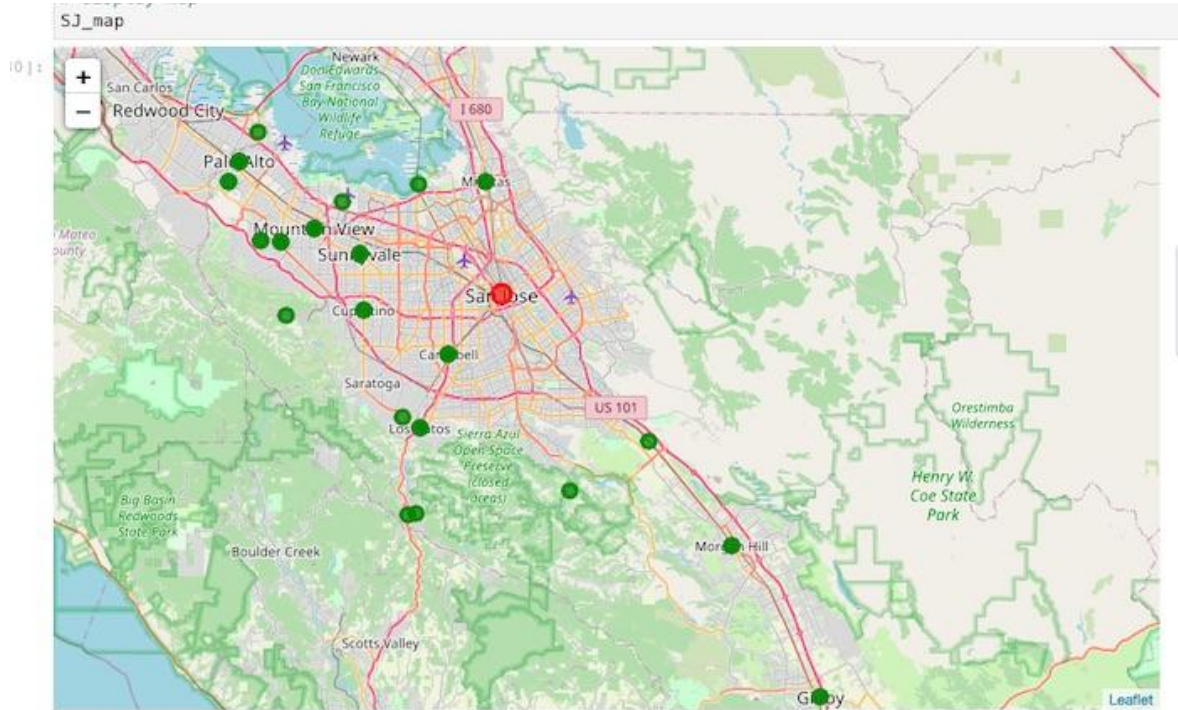 SJ_map
+
−
Newark
San Carlos
Don Edwards
San Francisco
Bay National
Wildlife
Refuge
Redwood City
I 680
Palo Alto
Mountain View
Sunnyvale
San Jose
Cupertino
Campbell
Saratoga
US 101
Los Gatos
Sierra Azul
Open Space
Preserve
(closed
areas)
Orestimba
Wilderness
Henry W.
Coe State
Park
Big Basin
Redwoods
State Park
Boulder Creek
Morgan Hill
Scotts Valley
Gilroy
Leaflet